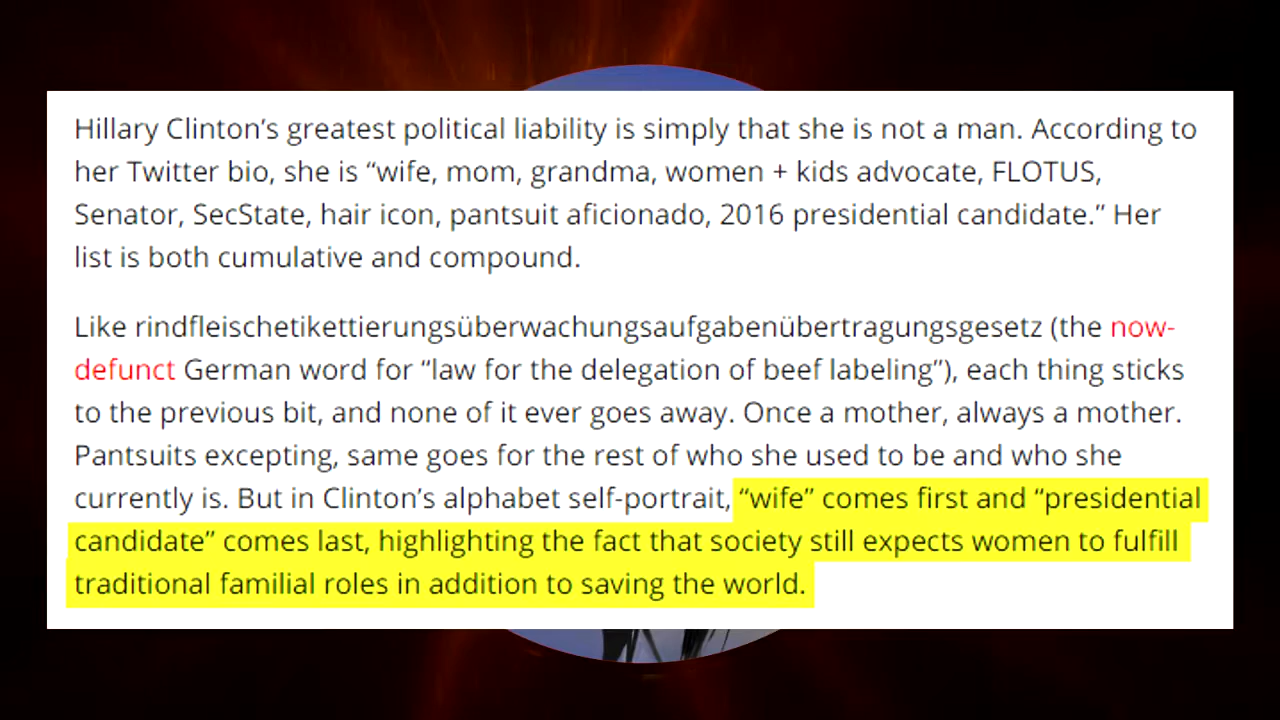 Hillary Clinton’s greatest political liability is simply that she is not a man. According to
her Twitter bio, she is “wife, mom, grandma, women + kids advocate, FLOTUS,
Senator, SecState, hair icon, pantsuit aficionado, 2016 presidential candidate.” Her
list is both cumulative and compound.
Like rindfleischetikettierungsüberwachungsaufgabenübertragungsgesetz (the now-
defunct German word for “law for the delegation of beef labeling”), each thing sticks
to the previous bit, and none of it ever goes away. Once a mother, always a mother.
Pantsuits excepting, same goes for the rest of who she used to be and who she
currently is. But in Clinton’s alphabet self-portrait, “wife” comes first and “presidential
candidate” comes last, highlighting the fact that society still expects women to fulfill
traditional familial roles in addition to saving the world.